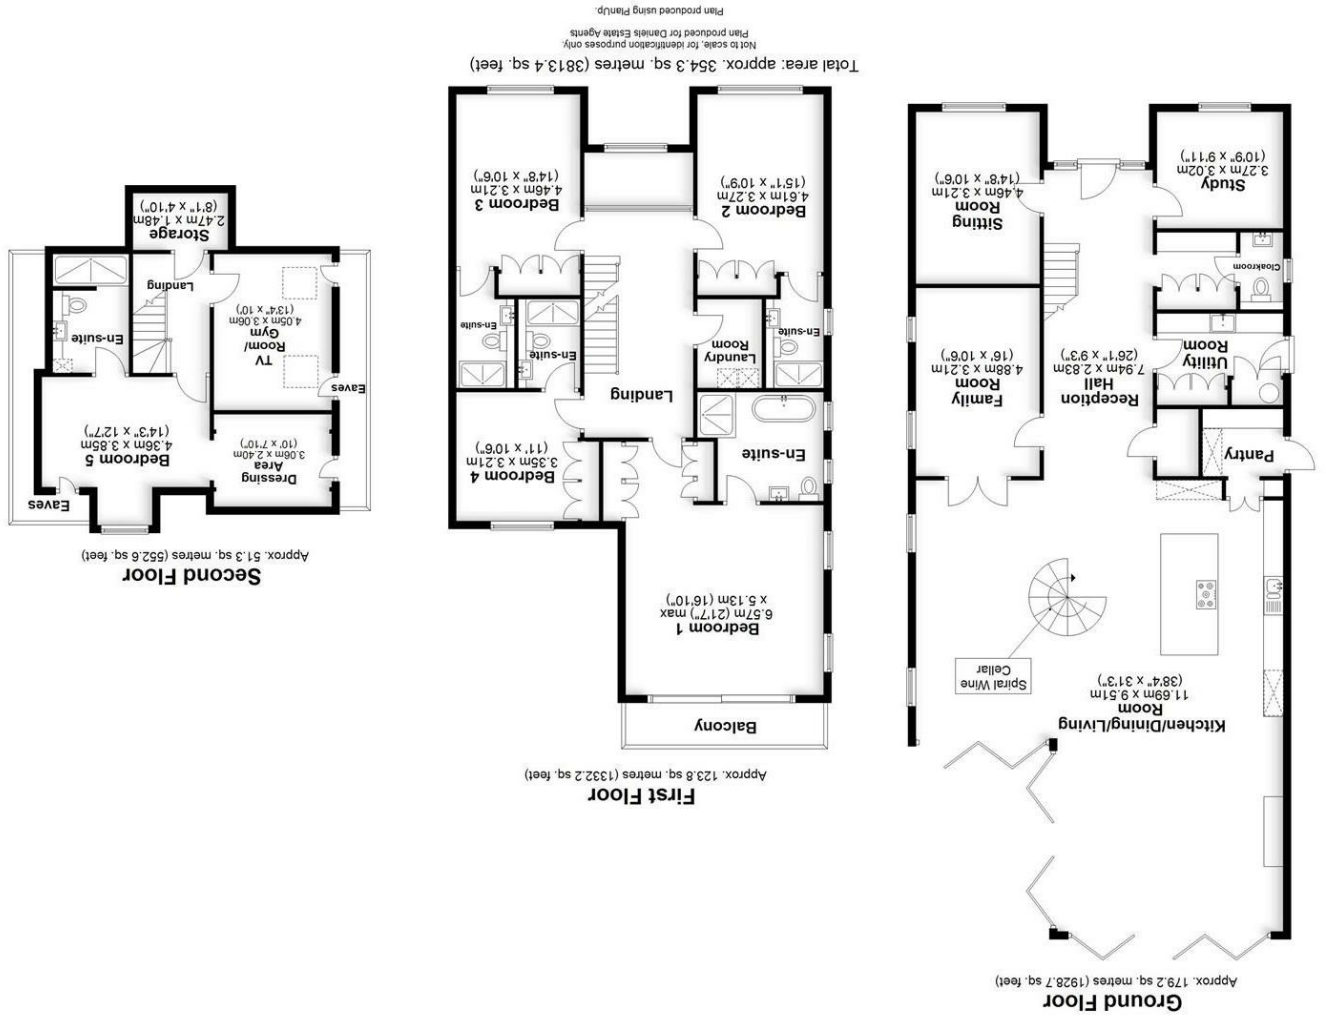 Ground Floor
Approx. 179.2 sq. metres (1928.7 sq. feet)
Kitchen/Dining/Living
Room
11.69m x 9.51m
(38'4" x 31'3")
Spiral Wine
Cellar
Pantry
Family
Room
4.88m x 3.21m
(16' x 10'6")
Reception
Hall
7.94m x 2.83m
(26'1" x 9'3")
Utility
Room
Cloakroom
Sitting
Room
4.46m x 3.21m
(14'8" x 10'6")
Study
3.27m x 3.02m
(10'9" x 9'11")
First Floor
Approx. 123.8 sq. metres (1332.2 sq. feet)
Balcony
Bedroom 1
6.57m (21'7") max
x 5.13m (16'10")
En-suite
Bedroom 4
3.35m x 3.21m
(11' x 10'6")
Landing
En-suite
Laundry
Room
En-suite
En-suite
Bedroom 2
4.61m x 3.27m
(15'1" x 10'9")
Bedroom 3
4.46m x 3.21m
(14'8" x 10'6")
Second Floor
Approx. 51.3 sq. metres (552.6 sq. feet)
Eaves
Dressing
Area
3.06m x 2.40m
(10' x 7'10")
Bedroom 5
4.36m x 3.85m
(14'3" x 12'7")
Eaves
TV
Room/
Gym
4.05m x 3.06m
(13'4" x 10')
En-suite
Landing
Storage
2.47m x 1.48m
(8'1" x 4'10")
Total area: approx. 354.3 sq. metres (3813.4 sq. feet)
Not to scale, for identification purposes only.
Plan produced for Daniels Estate Agents
Plan produced using PlanUp.